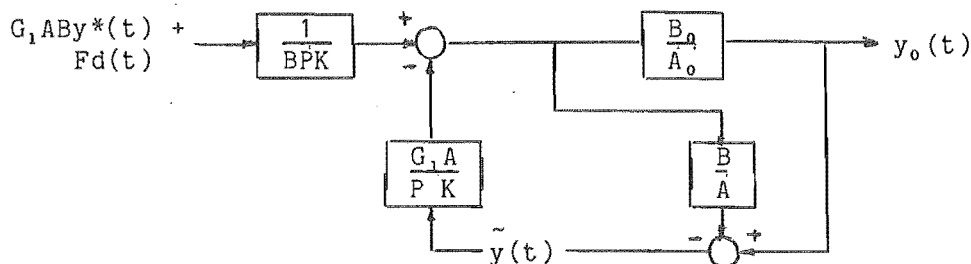 G₁ABy*(t) +
Fd(t)
1
BPK
+
-
B₀
A₀
y₀(t)
G₁A
P K
B
A
-
+
ỹ(t)